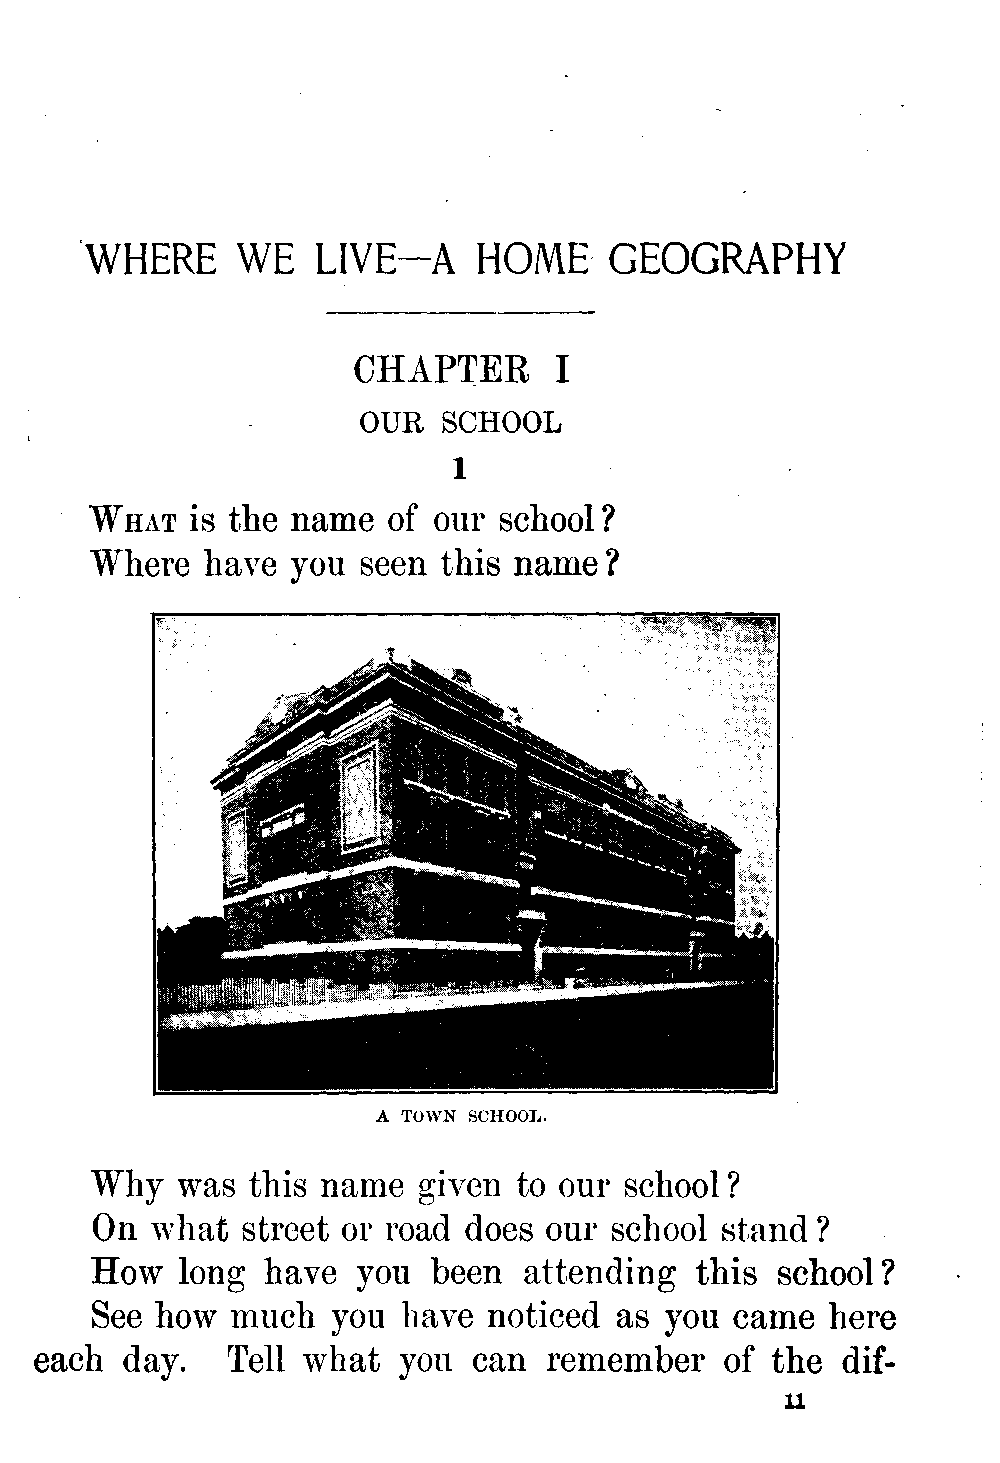 WHERE WE LIVE—A HOME GEOGRAPHY
CHAPTER I
OUR SCHOOL
1
WHAT is the name of our school?
Where have you seen this name?
A TOWN SCHOOL.
Why was this name given to our school?
On what street or road does our school stand?
How long have you been attending this school?
See how much you have noticed as you came here
each day. Tell what you can remember of the dif-
11